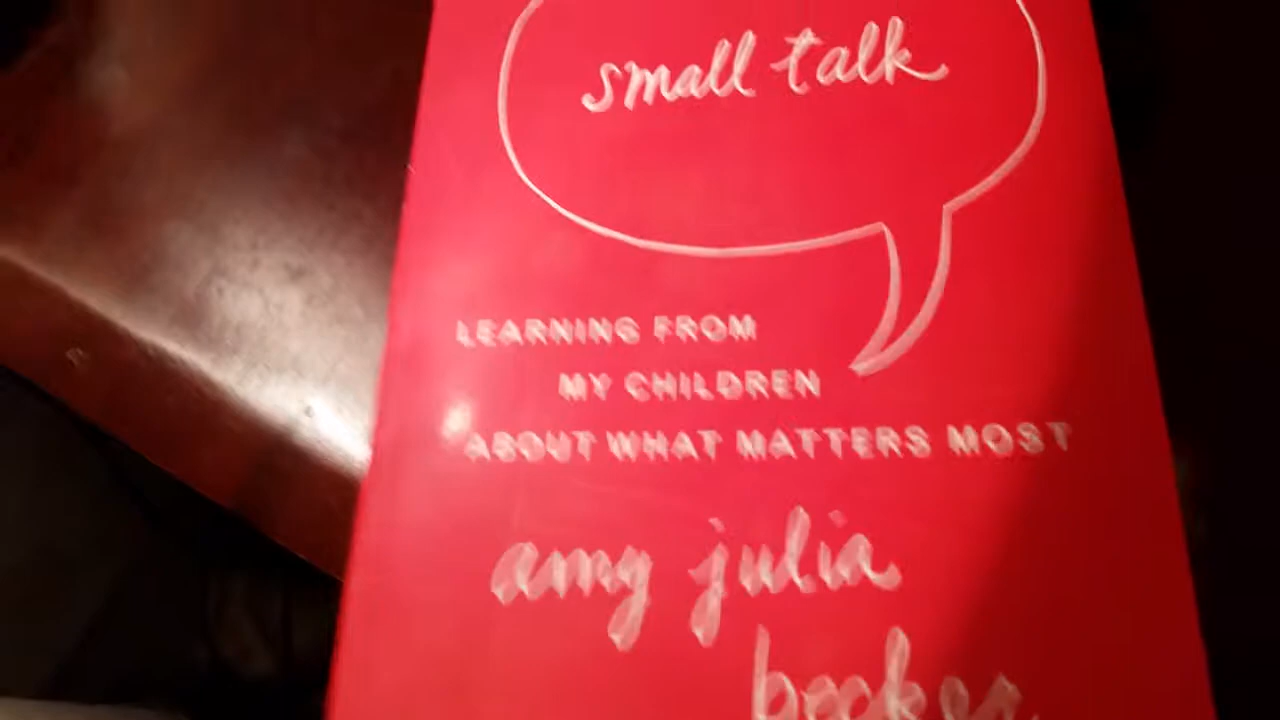 small talk
LEARNING FROM
MY CHILDREN
ABOUT WHAT MATTERS MOST
amy julia
becker